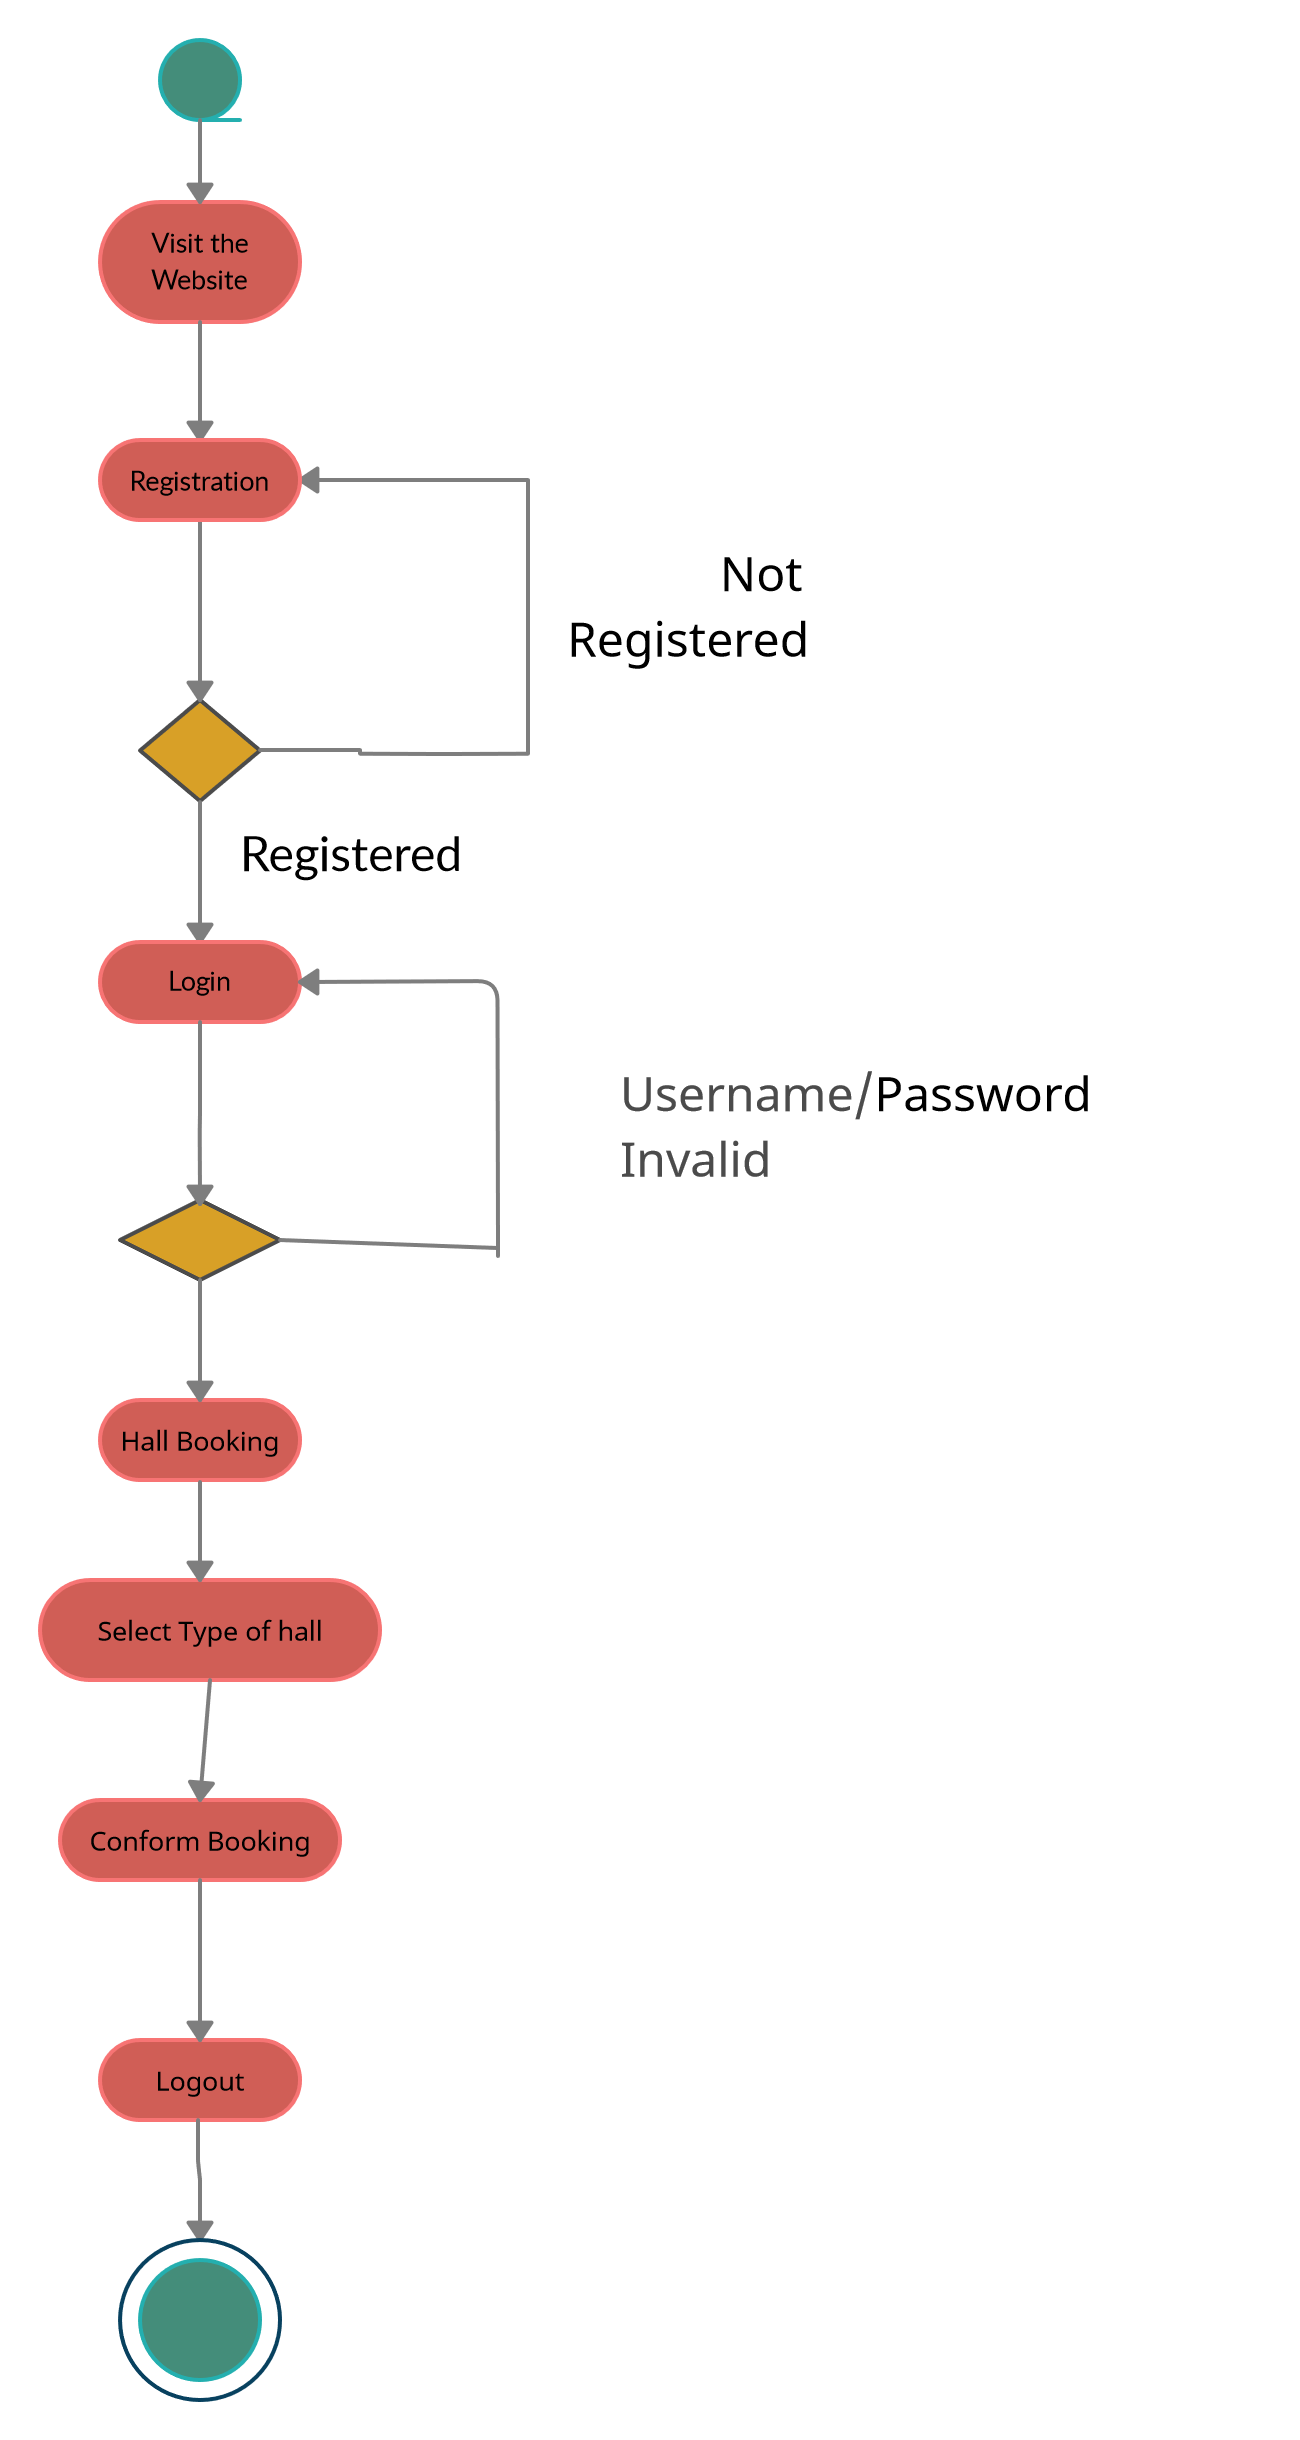 Visit the
Website
Registration
Not
Registered
Registered
Login
Username/Password
Invalid
Hall Booking
Select Type of hall
Conform Booking
Logout